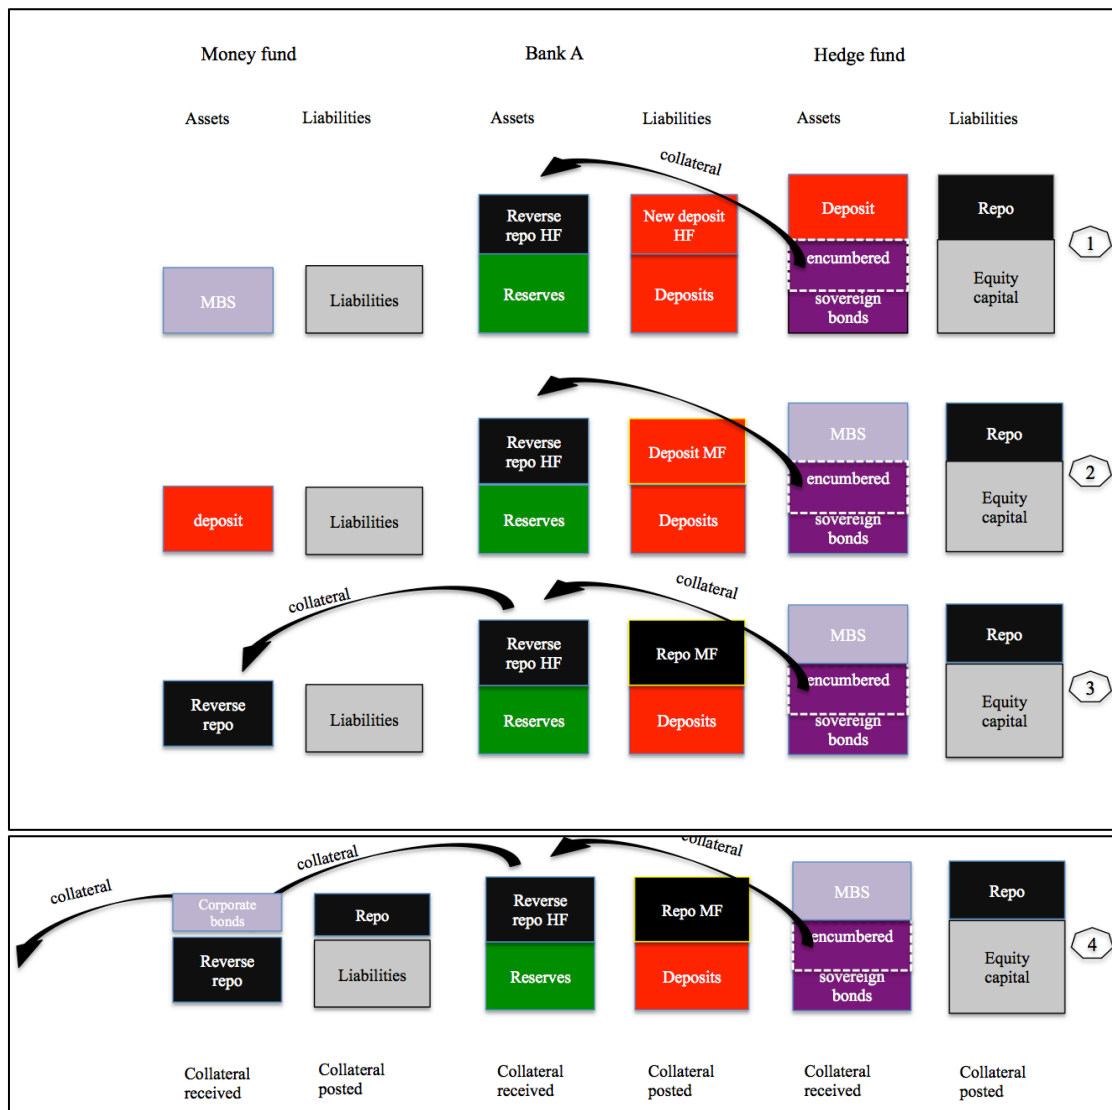 Money fund
Bank A
Hedge fund
Assets
Liabilities
Assets
Liabilities
Assets
Liabilities
collateral
MBS
Liabilities
Reverse
repo HF
Reserves
New deposit
HF
Deposits
Deposit
encumbered
sovereign
bonds
Repo
Equity
capital
1
deposit
Liabilities
Reverse
repo HF
Reserves
Deposit MF
Deposits
MBS
encumbered
sovereign
bonds
Repo
Equity
capital
2
collateral
collateral
Reverse
repo
Liabilities
Reverse
repo HF
Reserves
Repo MF
Deposits
MBS
encumbered
sovereign
bonds
Repo
Equity
capital
3
collateral
collateral
collateral
Corporate
bonds
Reverse
repo
Repo
Liabilities
Reverse
repo HF
Reserves
Repo MF
Deposits
MBS
encumbered
sovereign
bonds
Repo
Equity
capital
4
Collateral
received
Collateral
posted
Collateral
received
Collateral
posted
Collateral
received
Collateral
posted